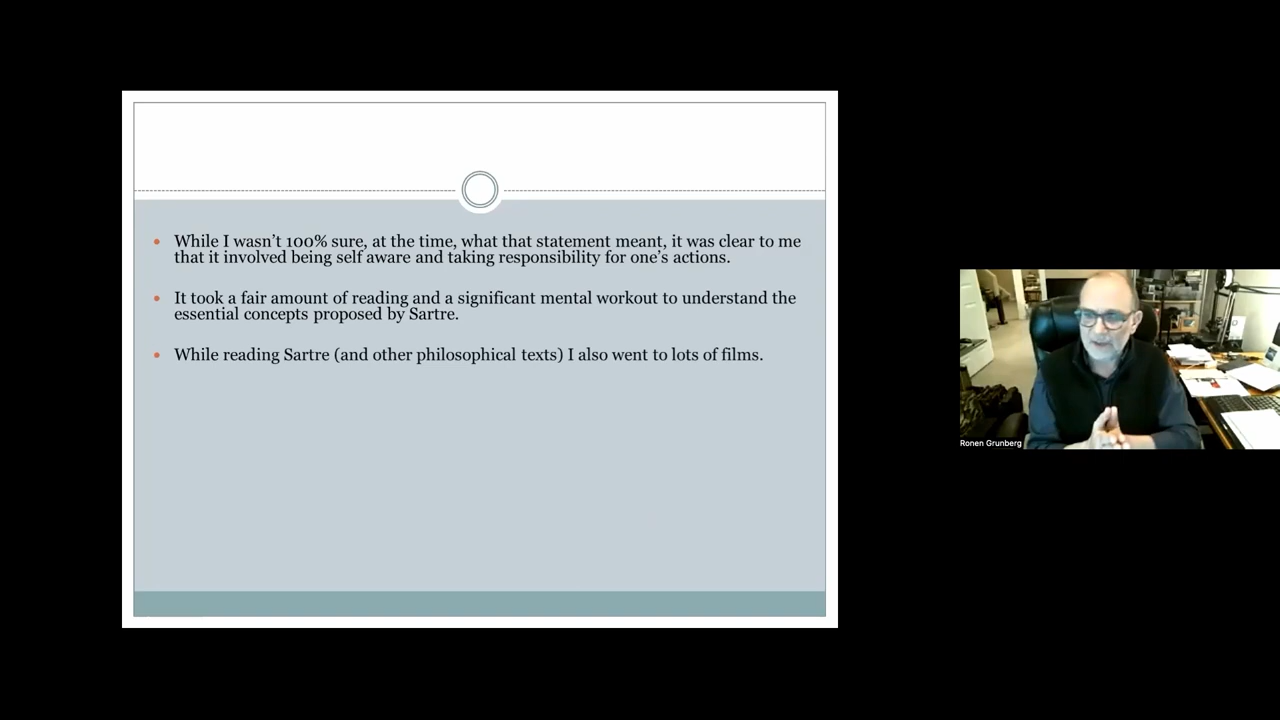 While I wasn’t 100% sure, at the time, what that statement meant, it was clear to me
that it involved being self aware and taking responsibility for one’s actions.
It took a fair amount of reading and a significant mental workout to understand the
essential concepts proposed by Sartre.
While reading Sartre (and other philosophical texts) I also went to lots of films.
Ronen Grunberg